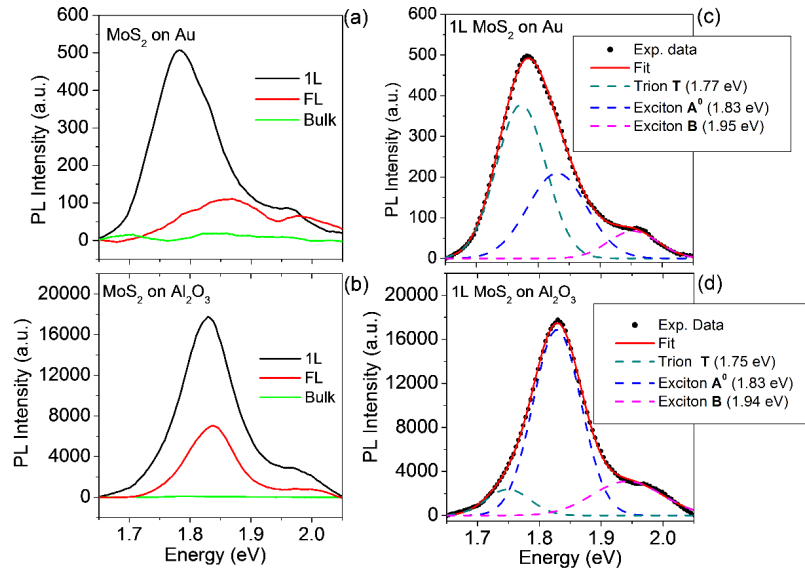 (a)
MoS₂ on Au
600
500
400
300
200
100
0
PL Intensity (a.u.)
1L
FL
Bulk
(b)
MoS₂ on Al₂O₃
20000
16000
12000
8000
4000
0
PL Intensity (a.u.)
1L
FL
Bulk
1.7 1.8 1.9 2.0
Energy (eV)
(c)
1L MoS₂ on Au
600
500
400
300
200
100
0
PL Intensity (a.u.)
Exp. data
Fit
Trion T (1.77 eV)
Exciton A⁰ (1.83 eV)
Exciton B (1.95 eV)
(d)
1L MoS₂ on Al₂O₃
20000
16000
12000
8000
4000
0
PL Intensity (a.u.)
Exp. Data
Fit
Trion T (1.75 eV)
Exciton A⁰ (1.83 eV)
Exciton B (1.94 eV)
1.7 1.8 1.9 2.0
Energy (eV)